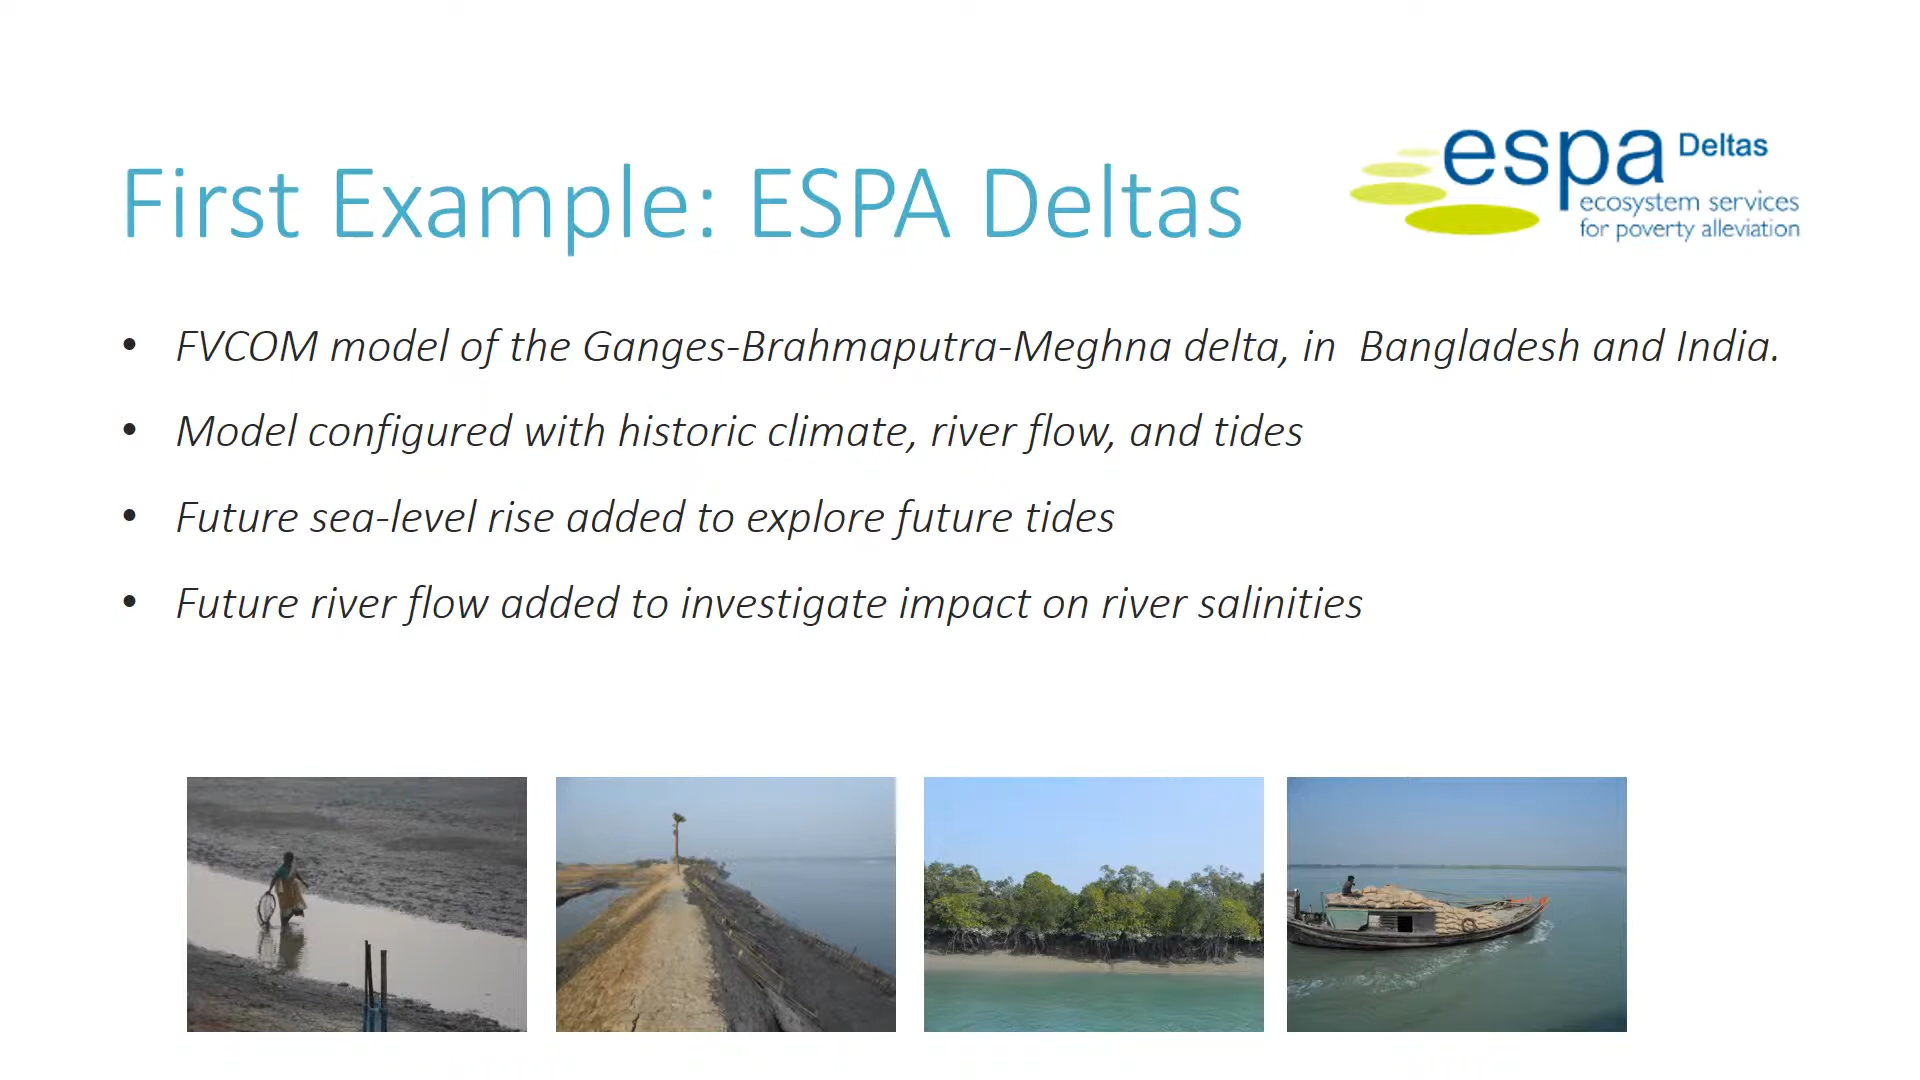 First Example: ESPA Deltas
espa Deltas
ecosystem services
for poverty alleviation
• FVCOM model of the Ganges-Brahmaputra-Meghna delta, in  Bangladesh and India.
• Model configured with historic climate, river flow, and tides
• Future sea-level rise added to explore future tides
• Future river flow added to investigate impact on river salinities